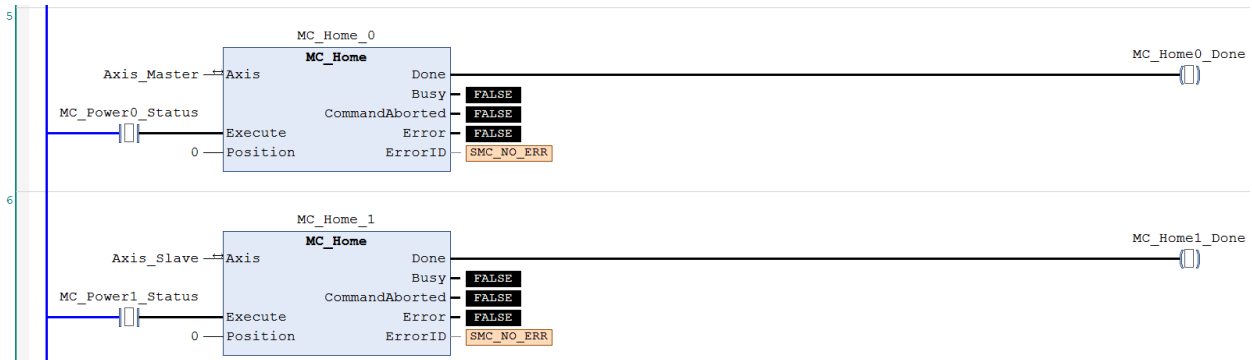 5
MC_Home_0
MC_Home
MC_Home0_Done
Axis_Master Axis Done
Busy FALSE
MC_Power0_Status CommandAborted FALSE
Execute Error FALSE
0 Position ErrorID SMC_NO_ERR
6
MC_Home_1
MC_Home
MC_Home1_Done
Axis_Slave Axis Done
Busy FALSE
MC_Power1_Status CommandAborted FALSE
Execute Error FALSE
0 Position ErrorID SMC_NO_ERR